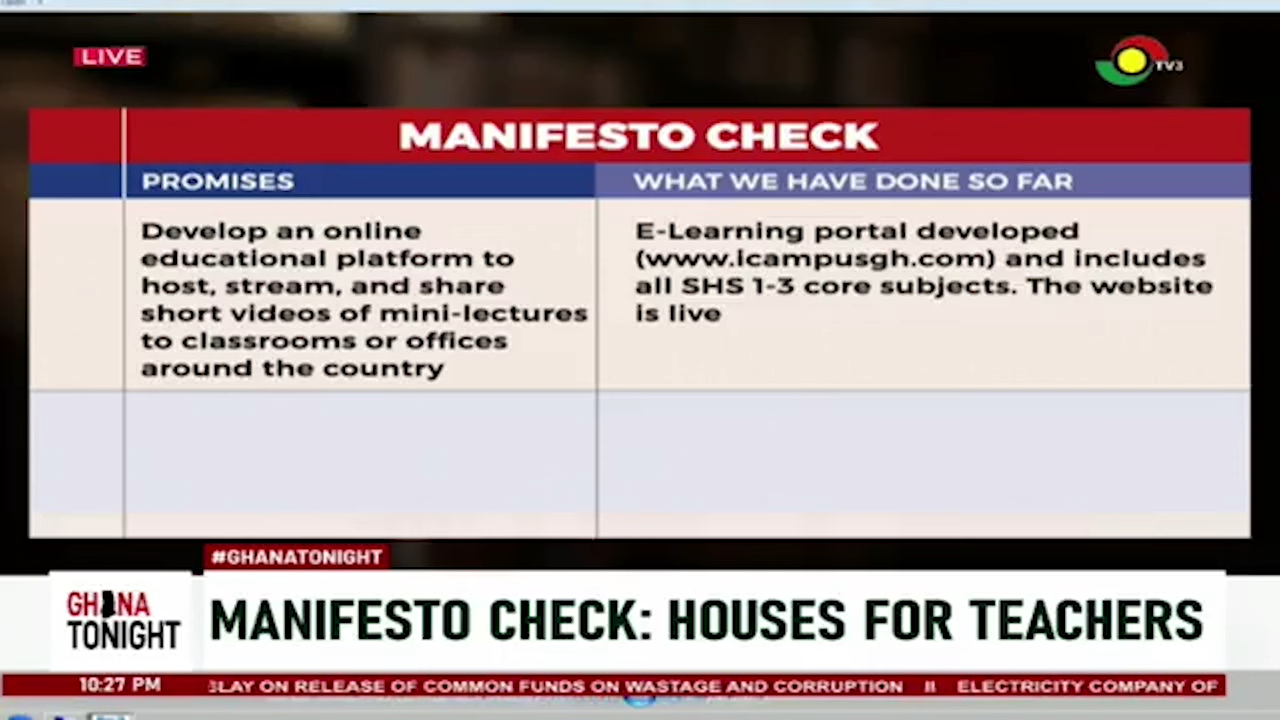 LIVE
TV3
MANIFESTO CHECK
PROMISES
WHAT WE HAVE DONE SO FAR
Develop an online
educational platform to
host, stream, and share
short videos of mini-lectures
to classrooms or offices
around the country
E-Learning portal developed
(www.icampusgh.com) and includes
all SHS 1-3 core subjects. The website
is live
#GHANATONIGHT
GHANA
TONIGHT
MANIFESTO CHECK: HOUSES FOR TEACHERS
10:27 PM
ON RELEASE OF COMMON FUNDS ON WASTAGE AND CORRUPTION II ELECTRICITY COMPANY OF